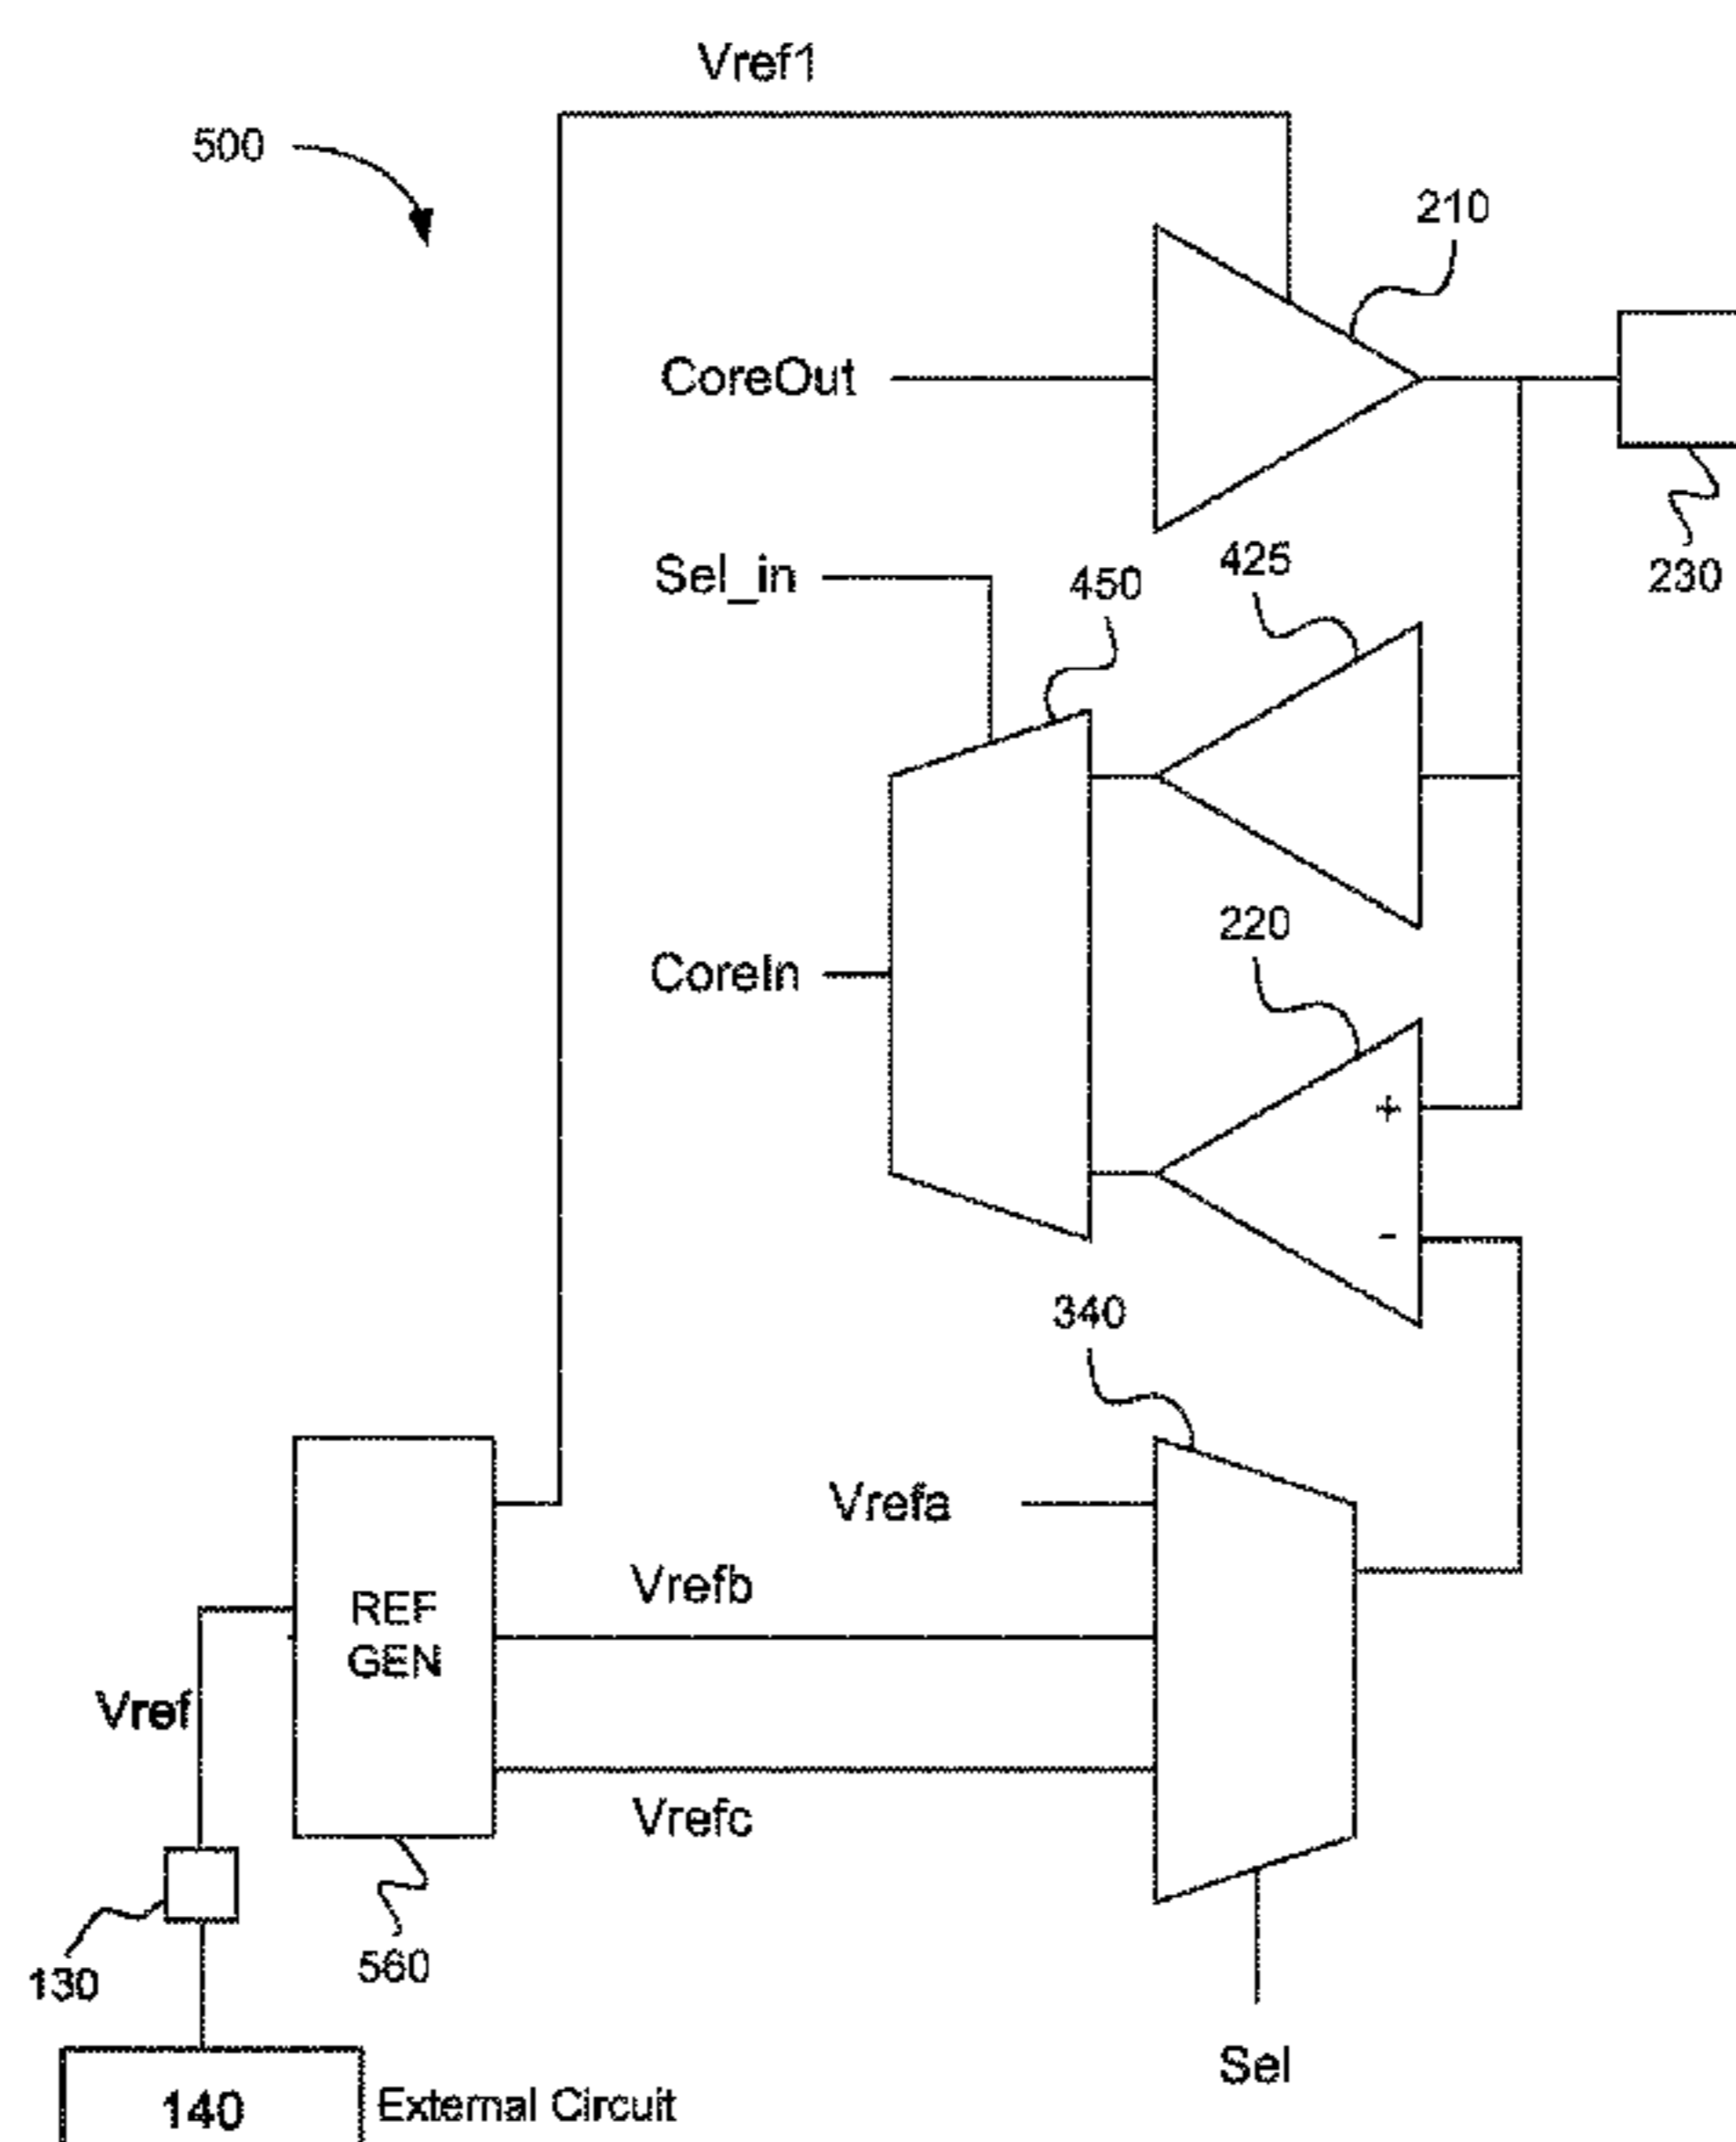 Vref1
500
210
CoreOut
230
Sel_in
450
425
220
CoreIn
+
-
340
Vrefa
REF
GEN
Vrefb
Vref
Vrefc
130
560
Sel
140
External Circuit